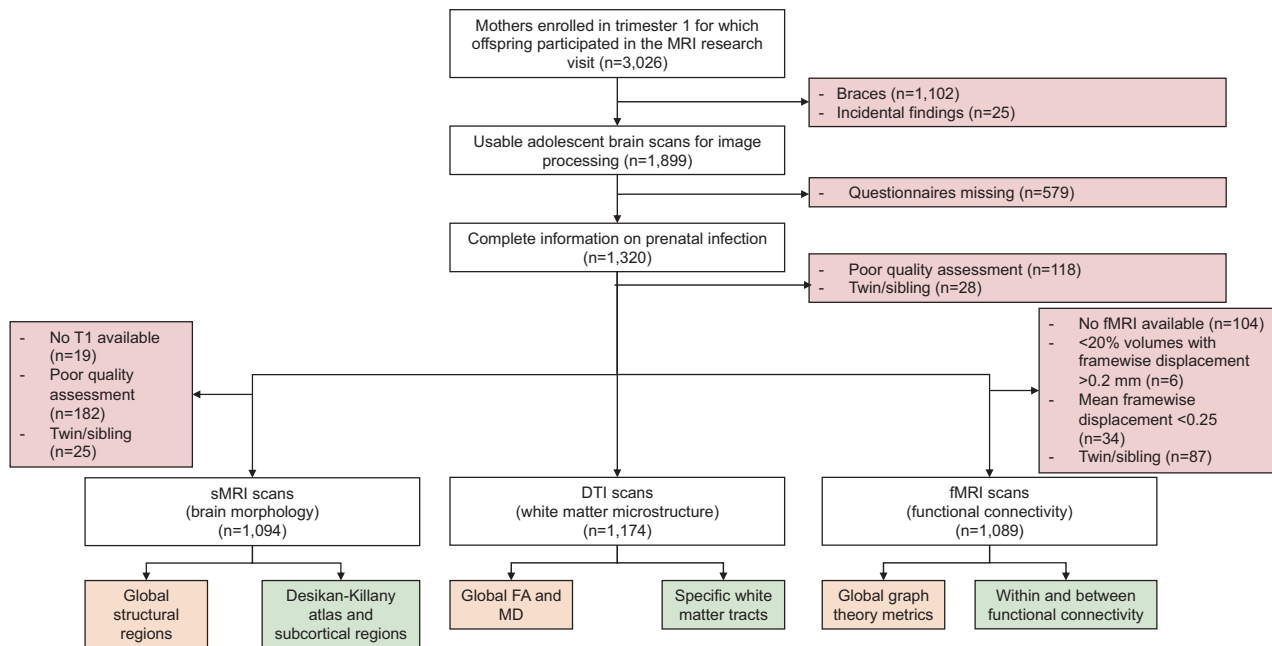 Mothers enrolled in trimester 1 for which
offspring participated in the MRI research
visit (n=3,026)
- Braces (n=1,102)
- Incidental findings (n=25)
Usable adolescent brain scans for image
processing (n=1,899)
- Questionnaires missing (n=579)
Complete information on prenatal infection
(n=1,320)
- Poor quality assessment (n=118)
- Twin/sibling (n=28)
- No T1 available
(n=19)
- Poor quality
assessment
(n=182)
- Twin/sibling
(n=25)
- No fMRI available (n=104)
- <20% volumes with
framewise displacement
>0.2 mm (n=6)
- Mean framewise
displacement <0.25
(n=34)
- Twin/sibling (n=87)
sMRI scans
(brain morphology)
(n=1,094)
DTI scans
(white matter microstructure)
(n=1,174)
fMRI scans
(functional connectivity)
(n=1,089)
Global
structural
regions
Desikan-Killany
atlas and
subcortical regions
Global FA and
MD
Specific white
matter tracts
Global graph
theory metrics
Within and between
functional connectivity